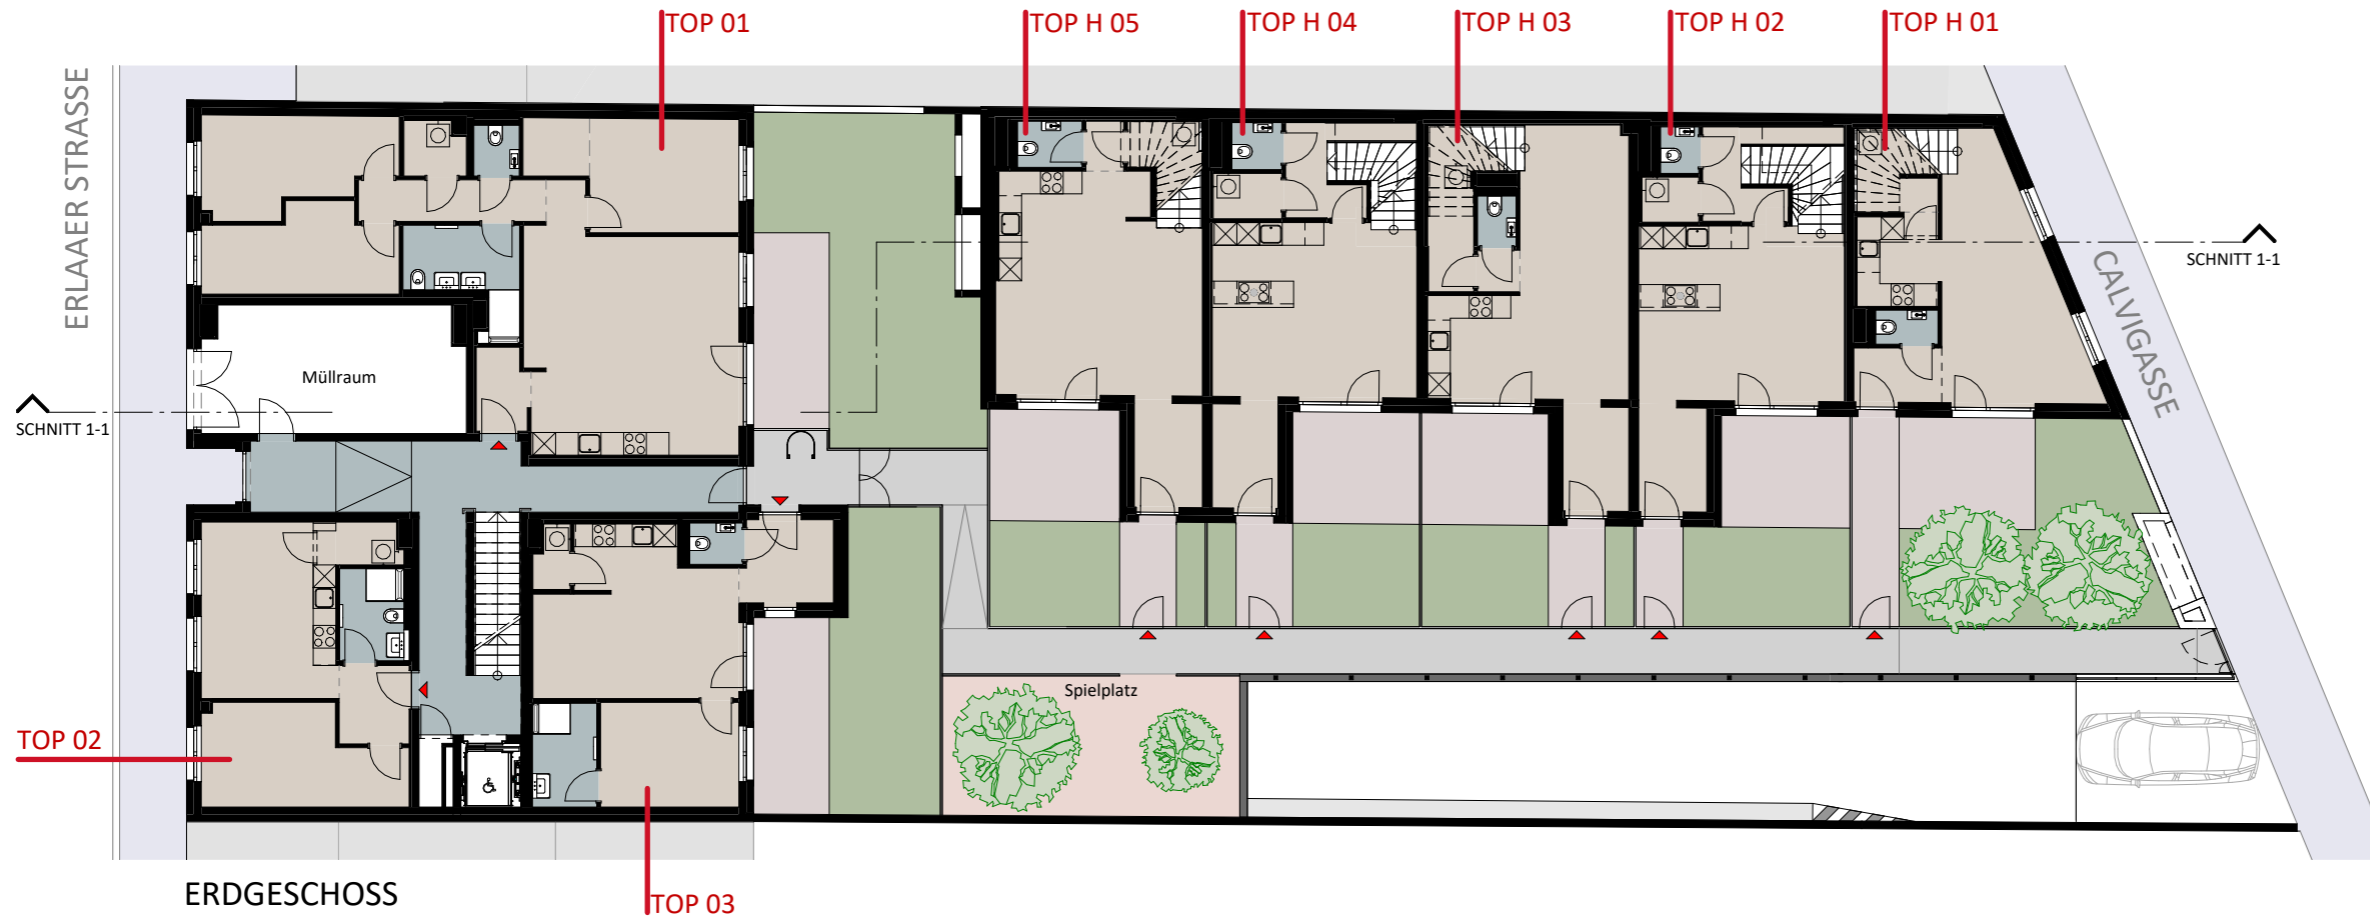 TOP 01
TOP H 05
TOP H 04
TOP H 03
TOP H 02
TOP H 01
ERLAAER STRASSE
CALVIGASSE
SCHNITT 1-1
Müllraum
SCHNITT 1-1
Spielplatz
TOP 02
ERDGESCHOSS
TOP 03